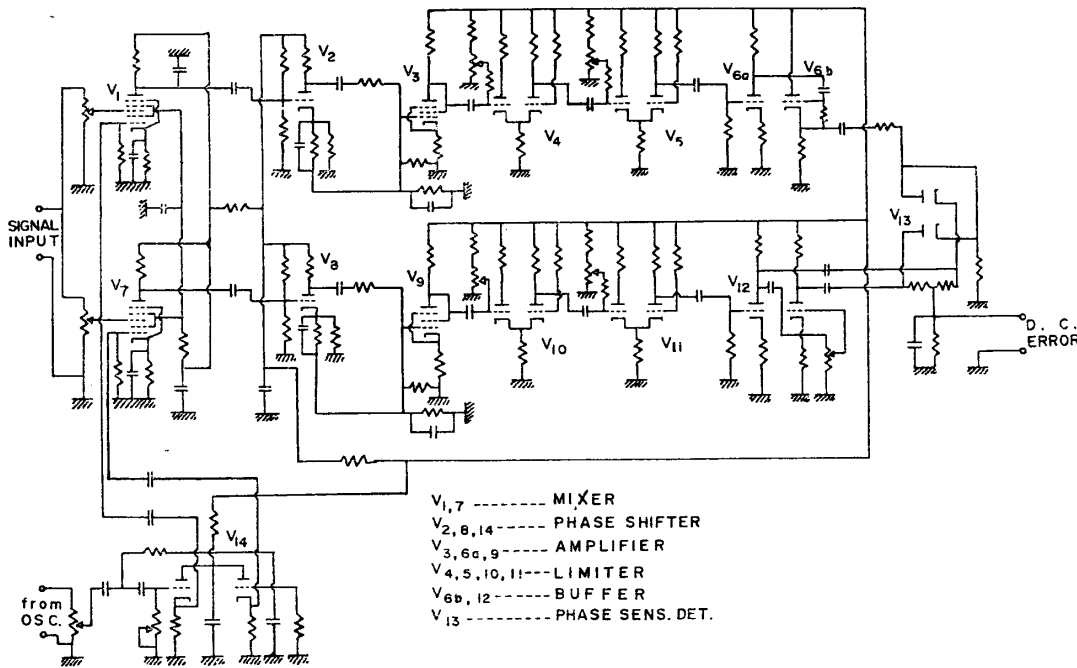 V2
V3
V6a
V6b
V1
V4
V5
V13
SIGNAL
INPUT
V7
V8
V9
V12
V10
V11
D. C.
ERROR
V14
from
OSC.
V1,7 -------- MIXER
V2,8,14 ------ PHASE SHIFTER
V3,6a,9 ----- AMPLIFIER
V4,5,10,11--- LIMITER
V6b,12 ------ BUFFER
V13 -------- PHASE SENS. DET.